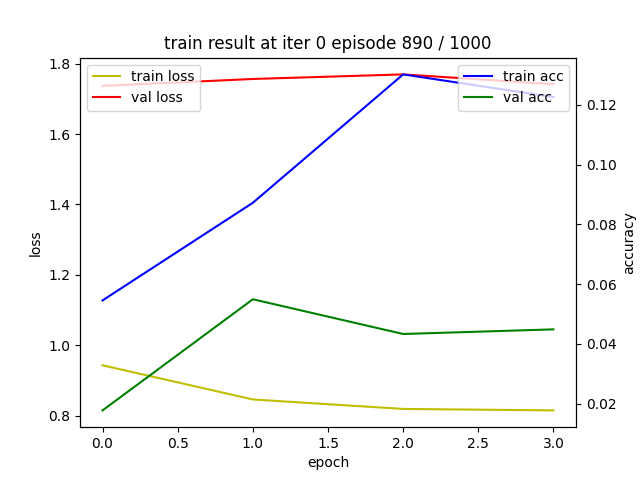 train result at iter 0 episode 890 / 1000
train loss
val loss
train acc
val acc
1.8
1.6
1.4
1.2
1.0
0.8
loss
0.12
0.10
0.08
0.06
0.04
0.02
accuracy
0.0 0.5 1.0 1.5 2.0 2.5 3.0
epoch